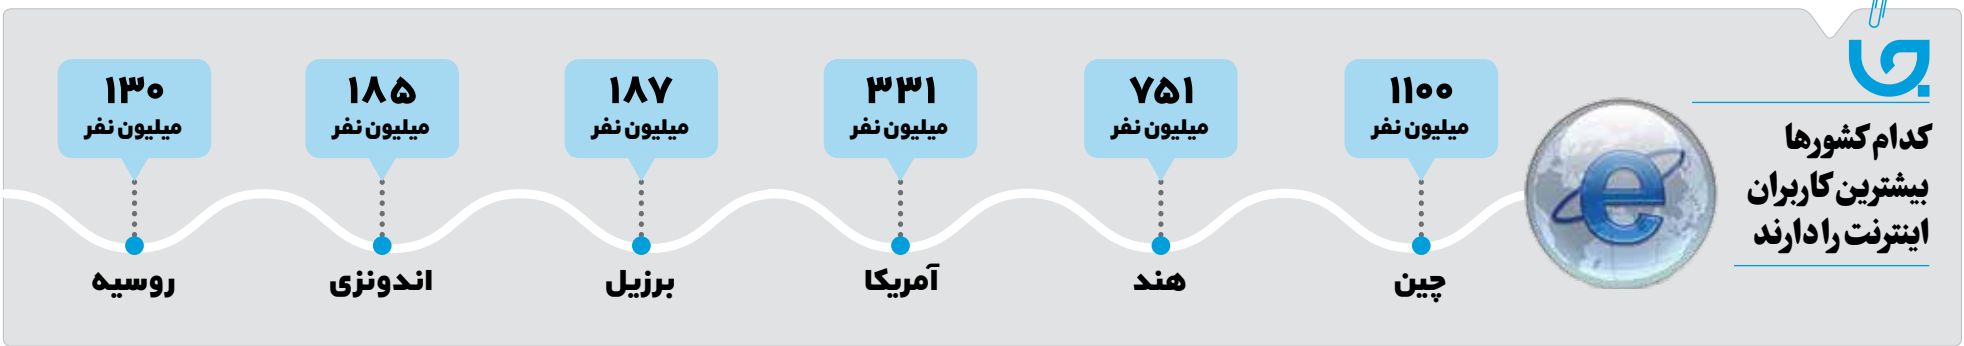 کدام کشورها
بیشترین کاربران
اینترنت را دارند
۱۱۰۰
میلیون نفر
چین
۷۵۱
میلیون نفر
هند
۳۳۱
میلیون نفر
آمریکا
۱۸۷
میلیون نفر
برزیل
۱۸۵
میلیون نفر
اندونزی
۱۳۰
میلیون نفر
روسیه